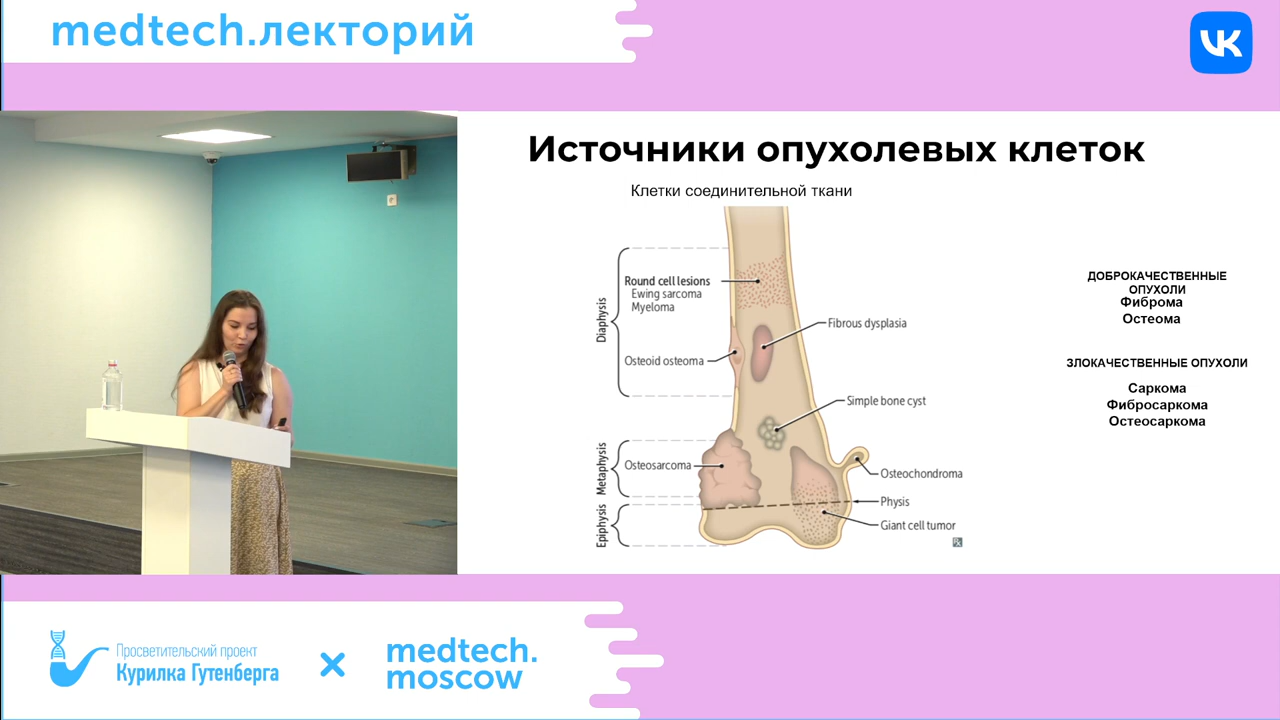 medtech.лекторий
VK
Источники опухолевых клеток
Клетки соединительной ткани
Diaphysis
Round cell lesions
Ewing sarcoma
Myeloma
Fibrous dysplasia
Osteoid osteoma
Simple bone cyst
Metaphysis
Osteosarcoma
Osteochondroma
Physis
Epiphysis
Giant cell tumor
ДОБРОКАЧЕСТВЕННЫЕ
ОПУХОЛИ
Фиброма
Остеома
ЗЛОКАЧЕСТВЕННЫЕ ОПУХОЛИ
Саркома
Фибросаркома
Остеосаркома
Просветительский проект
Курилка Гутенберга
×
medtech.
moscow